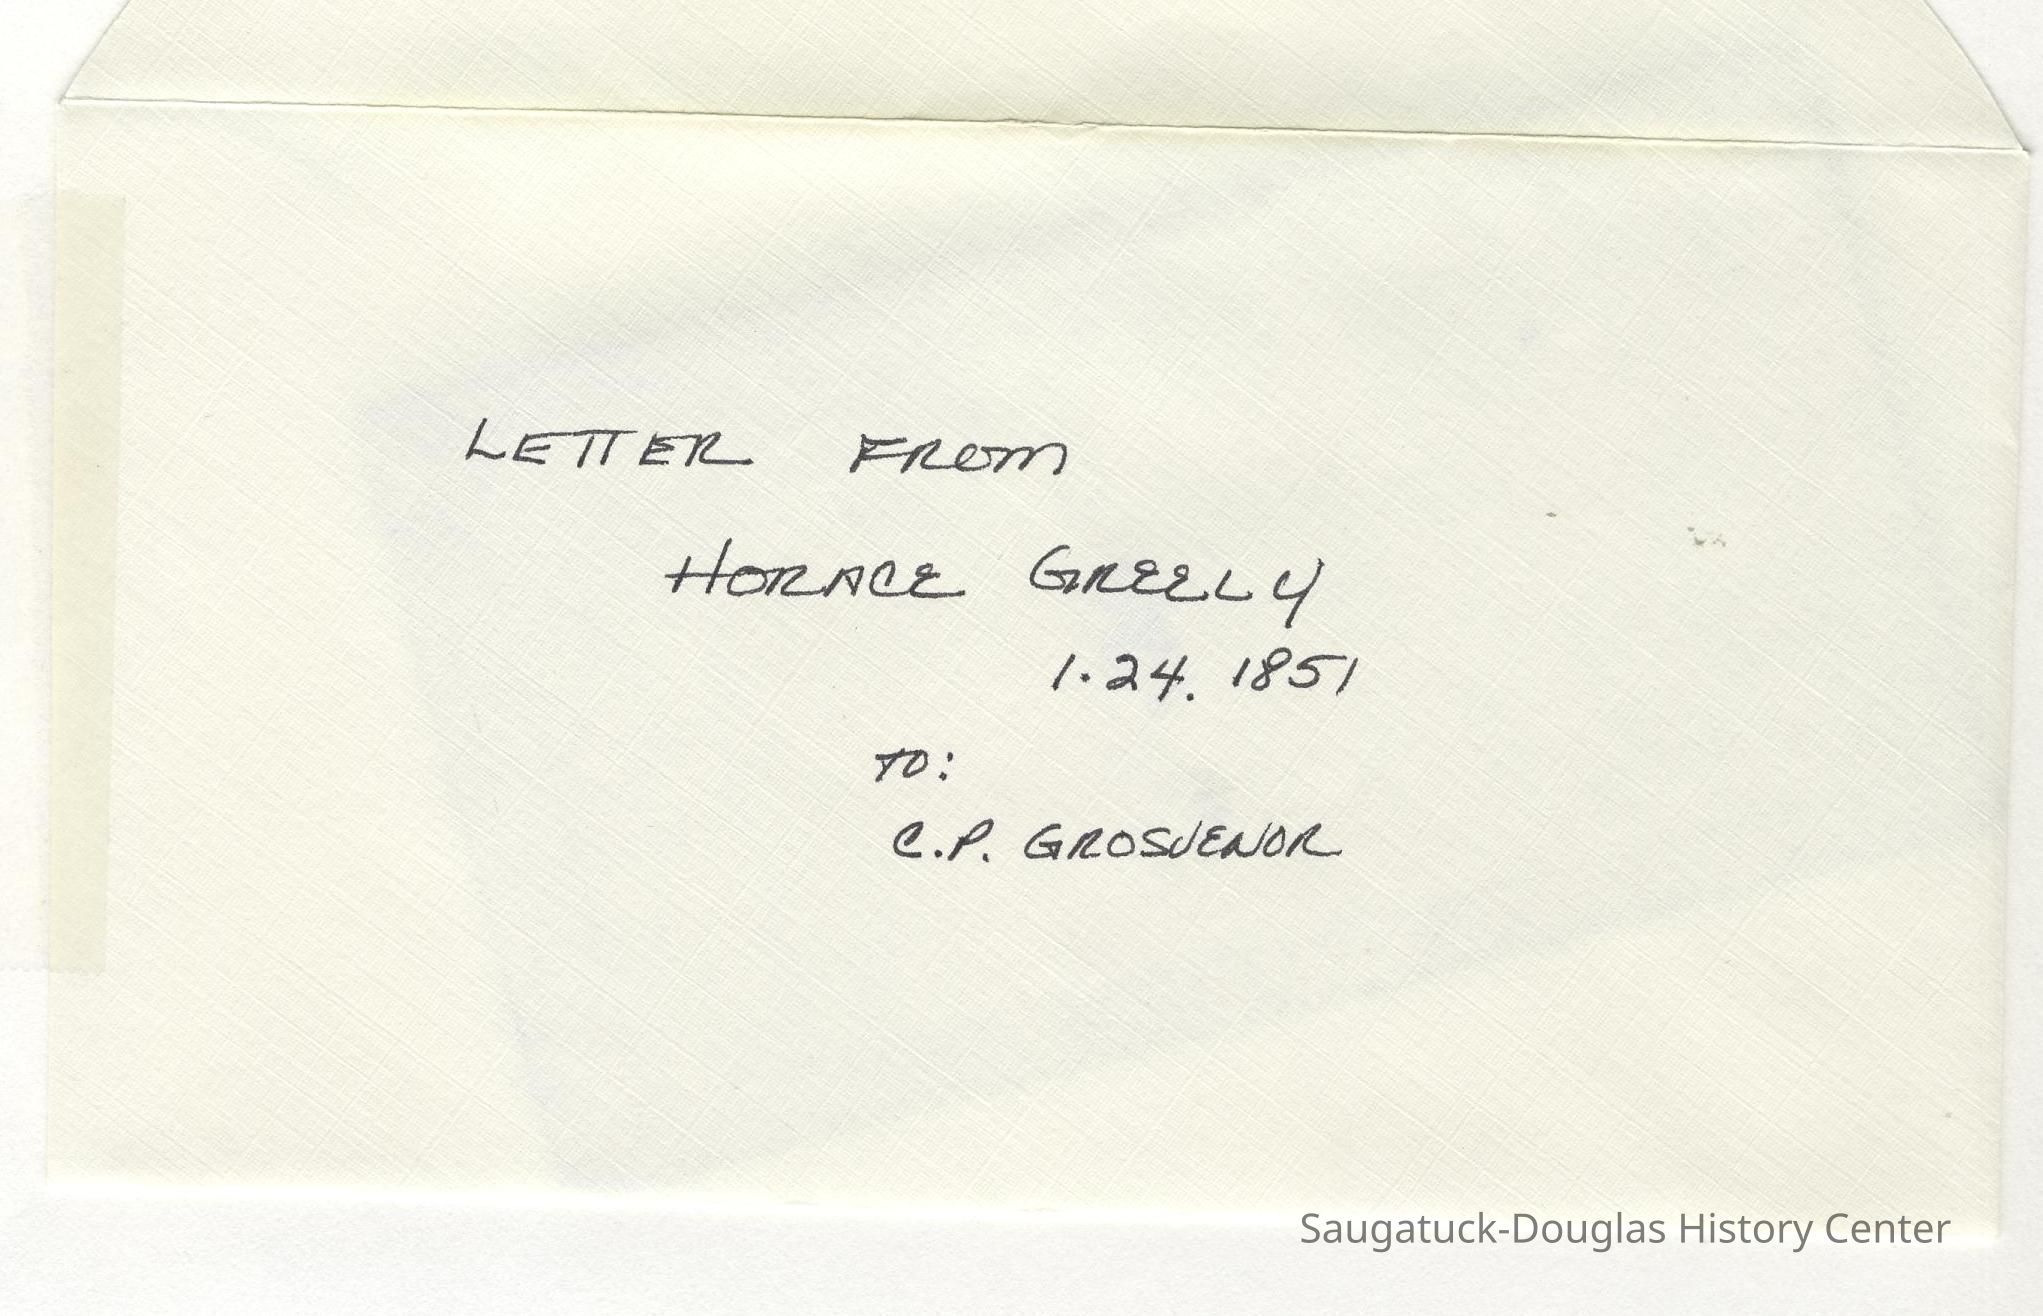 LETTER FROM
HORACE GREELY
1.24.1851
TO:
C.P. GROSVENOR
Saugatuck-Douglas History Center